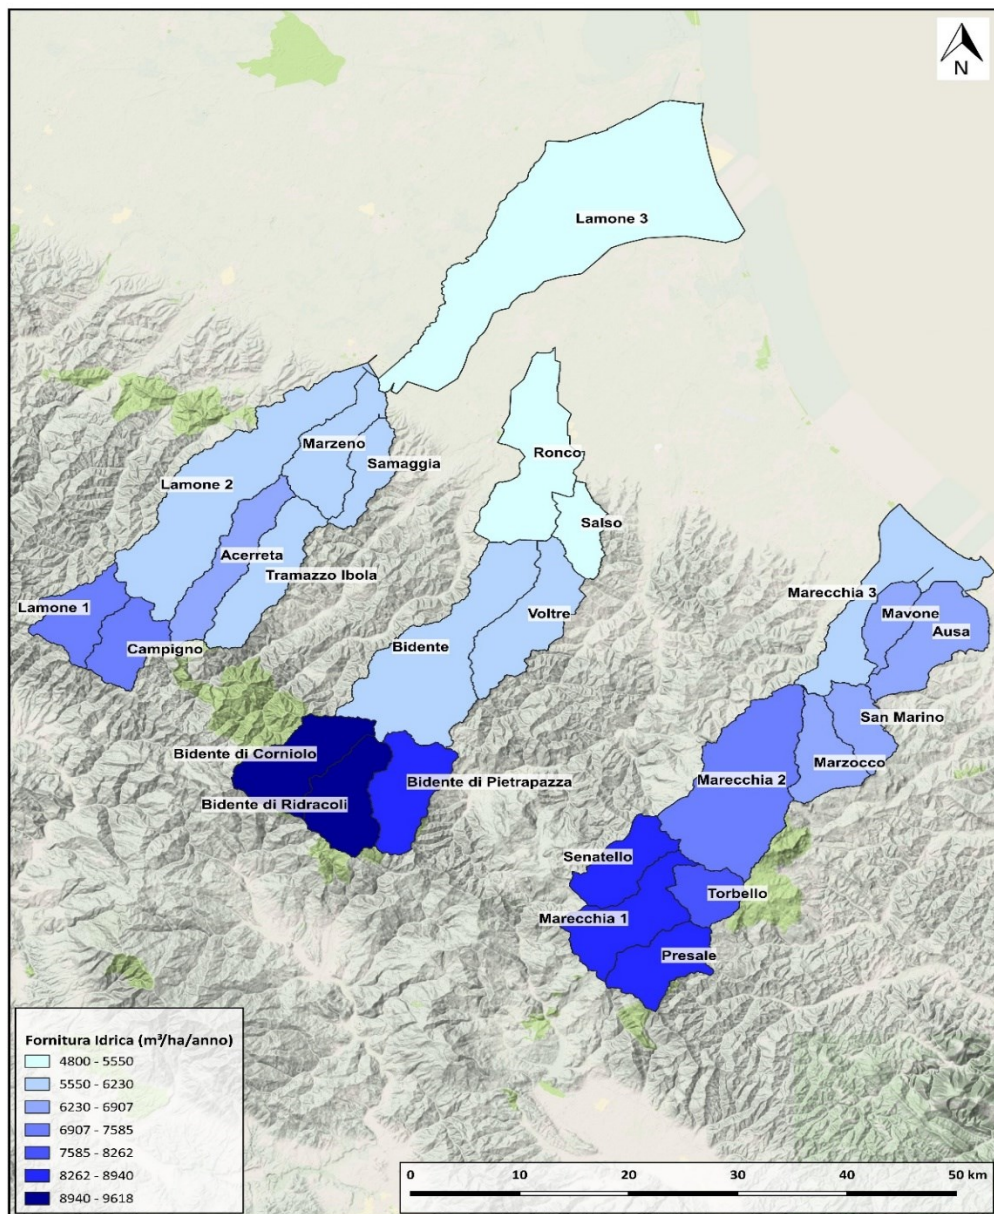 N
Lamone 3
Ronco
Marzeno
Samaggia
Lamone 2
Salso
Acerreta
Tramazzo Ibola
Marecchia 3
Lamone 1
Voltre
Mavone
Ausa
Campigno
Bidente
San Marino
Bidente di Corniolo
Marzocco
Bidente di Pietrapazza
Marecchia 2
Bidente di Ridracoli
Senatello
Torbello
Marecchia 1
Presale
Fornitura Idrica (m³/ha/anno)
4800 - 5550
5550 - 6230
6230 - 6907
6907 - 7585
7585 - 8262
8262 - 8940
8940 - 9618
0 10 20 30 40 50 km